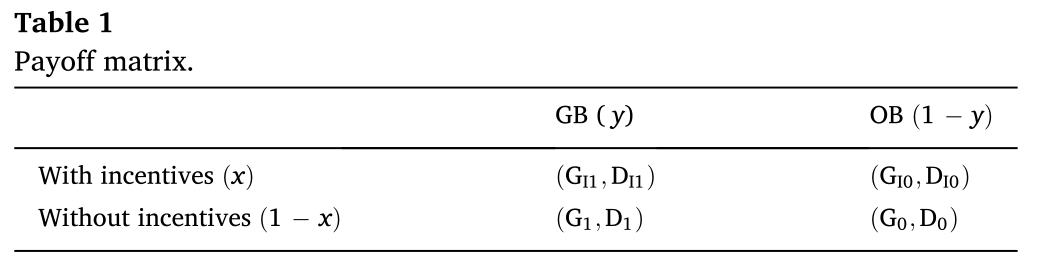 Table 1
Payoff matrix.
GB (y) OB (1 − y)
With incentives (x) (G_I1, D_I1) (G_I0, D_I0)
Without incentives (1 − x) (G_1, D_1) (G_0, D_0)